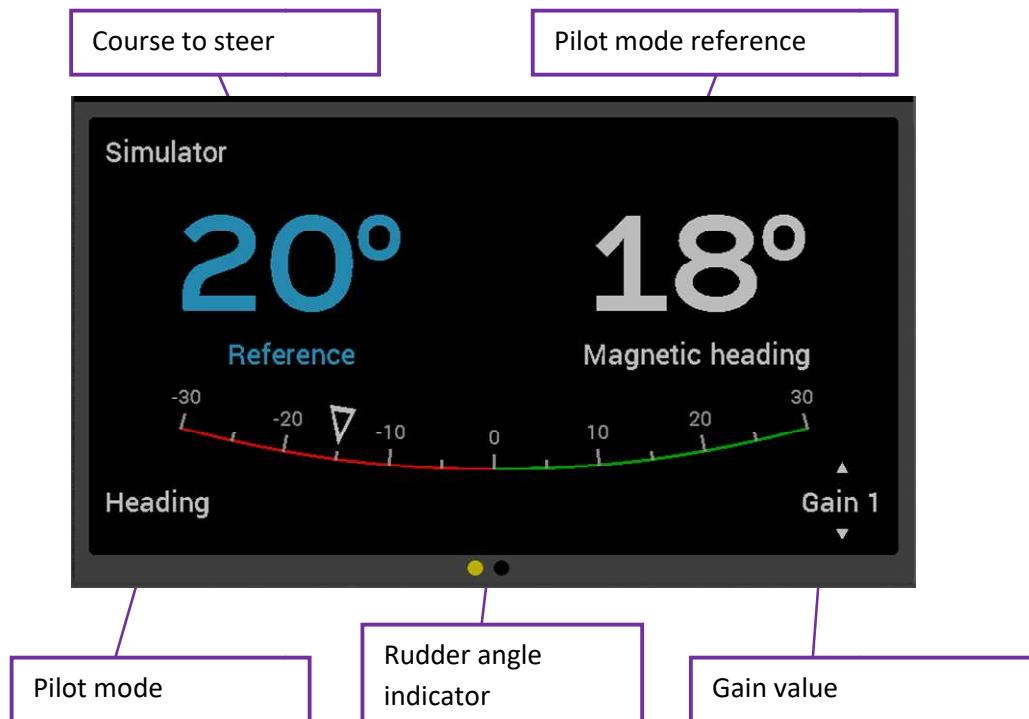 Course to steer
Pilot mode reference
Simulator
20°
18°
Reference
Magnetic heading
-30
-20
-10
0
10
20
30
Heading
Gain 1
Pilot mode
Rudder angle
indicator
Gain value